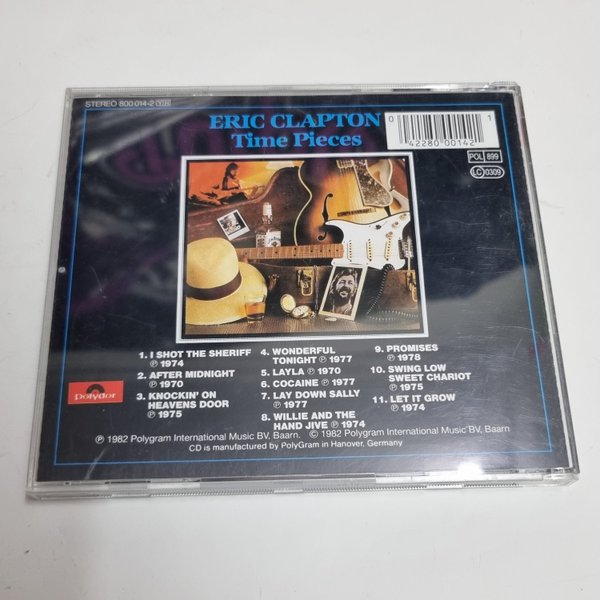 STEREO 800 014-2 Y.H
ERIC CLAPTON
Time Pieces
0 42280 00142 1
POL 899
LC 0309
1. I SHOT THE SHERIFF
℗ 1974
2. AFTER MIDNIGHT
℗ 1970
3. KNOCKIN' ON
HEAVENS DOOR ℗
1975
4. WONDERFUL
TONIGHT ℗ 1977
5. LAYLA ℗ 1970
6. COCAINE ℗ 1977
7. LAY DOWN SALLY ℗
1977
8. WILLIE AND THE
HAND JIVE ℗ 1974
9. PROMISES
℗ 1978
10. SWING LOW
SWEET CHARIOT ℗
1975
11. LET IT GROW
℗ 1974
Polydor
℗ 1982 Polygram International Music BV, Baarn. © 1982 Polygram International Music BV, Baarn
CD is manufactured by PolyGram in Hanover, Germany